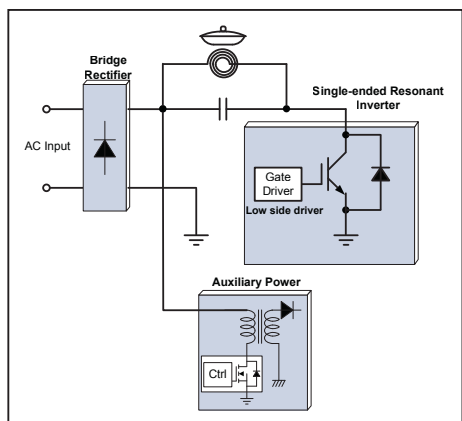 Bridge
Rectifier
Single-ended Resonant
Inverter
AC Input
Gate
Driver
Low side driver
Auxiliary Power
Ctrl